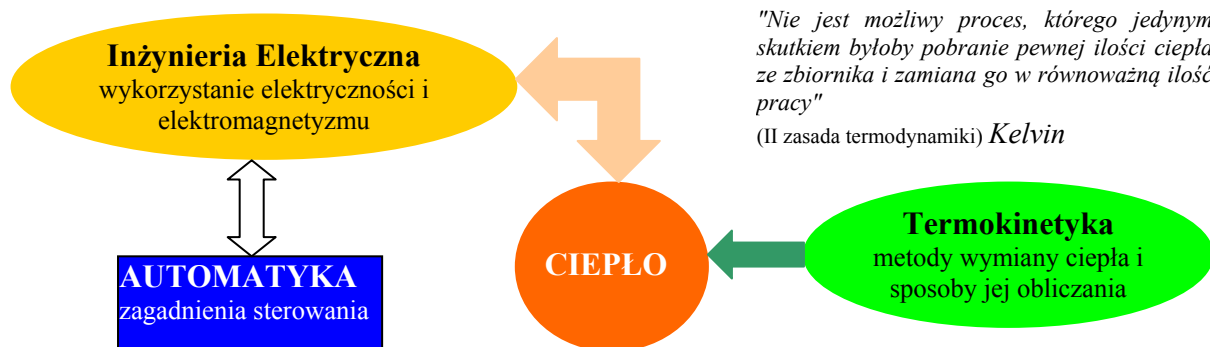 Inżynieria Elektryczna
wykorzystanie elektryczności i
elektromagnetyzmu
"Nie jest możliwy proces, którego jedynym
skutkiem byłoby pobranie pewnej ilości ciepła
ze zbiornika i zamiana go w równoważną ilość
pracy"
(II zasada termodynamiki) Kelvin
CIEPŁO
Termokinetyka
metody wymiany ciepła i
sposoby jej obliczania
AUTOMATYKA
zagadnienia sterowania